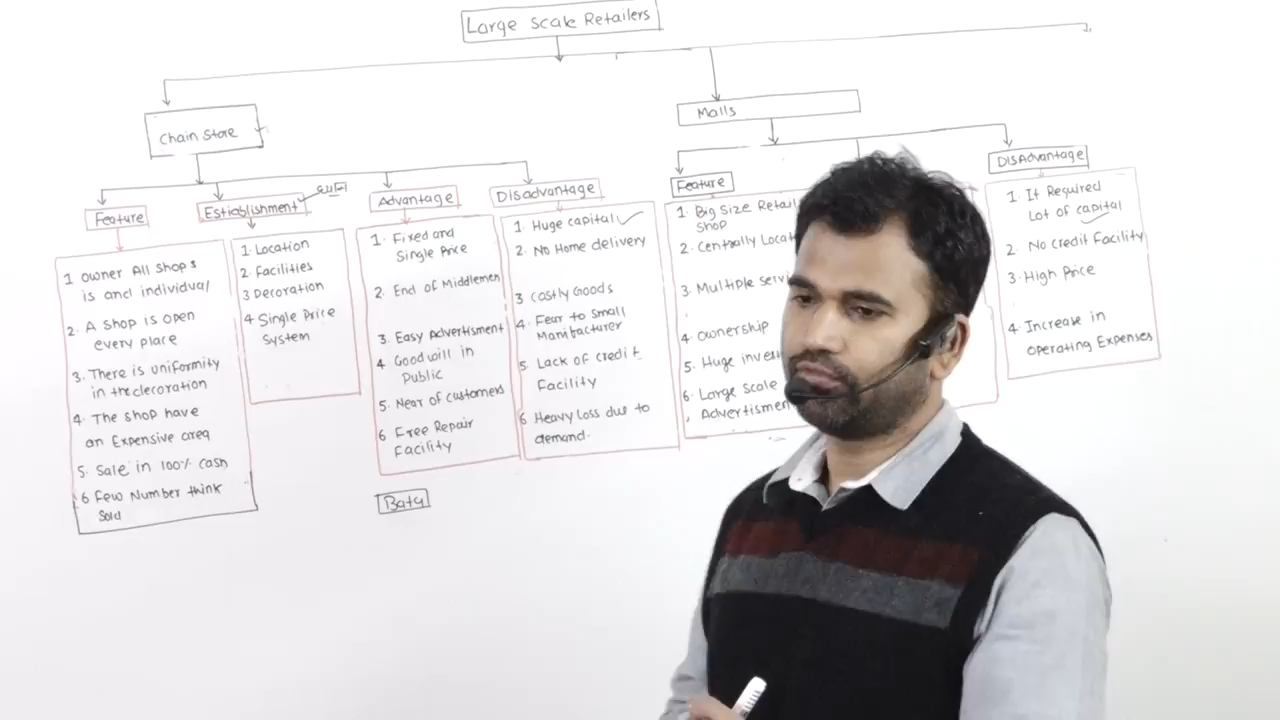 Large Scale Retailers
Chain Store
Feature
1 owner All Shops
is and individual
2. A shop is open
every place
3. There is uniformity
in the decoration
4. The shop have
an Expensive area
5. Sale in 100% cash
6 Few Number think
Sold
Estiablishment
1. Location
2. Facilities
3 Decoration
4 Single Price
System
Advantage
1. Fixed and
Single Price
2. End of Middlemen
3. Easy Advertisment
4 Goodwill in
Public
5. Near of customers
6 Free Repair
Facility
Bata
Disadvantage
1. Huge capital
2. No Home delivery
3 costly Goods
4. Fear to Small
Manifacturer
5. Lack of credit
Facility
6 Heavy Loss due to
demand.
Malls
Feature
1. Big Size Retail
Shop
2. Centrally Locat
3. Multiple servi
4 ownership
5. Huge inves
6. Large Scale
Advertismen
DisAdvantage
1. It Required
Lot of capital
2. No credit Facility
3 High Price
4. Increase in
operating Expenses